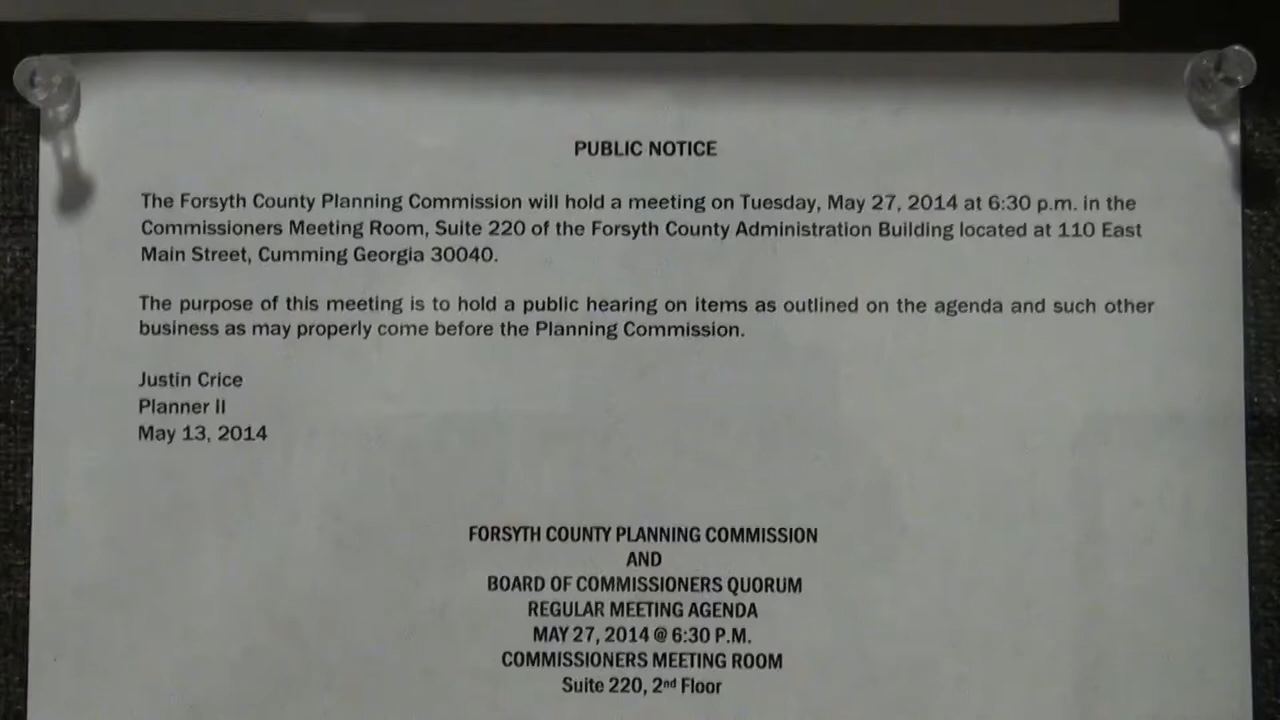 PUBLIC NOTICE
The Forsyth County Planning Commission will hold a meeting on Tuesday, May 27, 2014 at 6:30 p.m. in the
Commissioners Meeting Room, Suite 220 of the Forsyth County Administration Building located at 110 East
Main Street, Cumming Georgia 30040.
The purpose of this meeting is to hold a public hearing on items as outlined on the agenda and such other
business as may properly come before the Planning Commission.
Justin Crice
Planner II
May 13, 2014
FORSYTH COUNTY PLANNING COMMISSION
AND
BOARD OF COMMISSIONERS QUORUM
REGULAR MEETING AGENDA
MAY 27, 2014 @ 6:30 P.M.
COMMISSIONERS MEETING ROOM
Suite 220, 2nd Floor